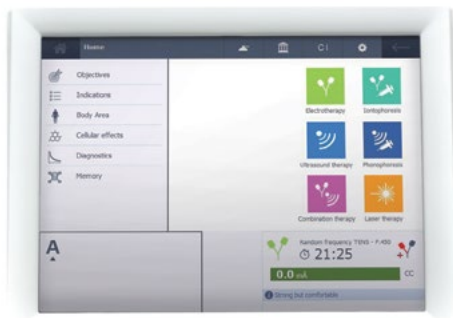 Home
CI
Objectives
Indications
Body Area
Cellular effects
Diagnostics
Memory
Electrotherapy
Iontophoresis
Ultrasound therapy
Phonophoresis
Combination therapy
Laser therapy
A
Random frequency TENS - P.400
21:25
0.0 mA
CC
Strong but comfortable